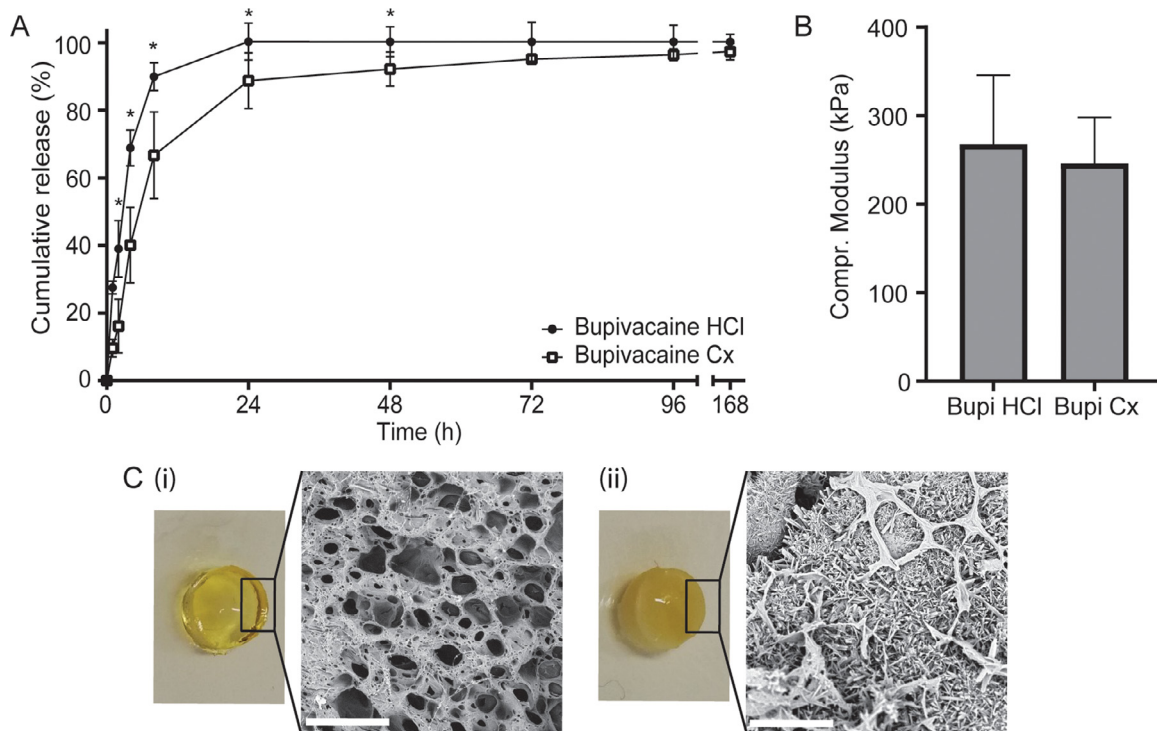 A
Cumulative release (%)
100
80
60
40
20
0
* * * * * *
Bupivacaine HCl
Bupivacaine Cx
0 24 48 72 96 168
Time (h)
B
Compr. Modulus (kPa)
400
300
200
100
0
Bupi HCl Bupi Cx
C (i)
(ii)